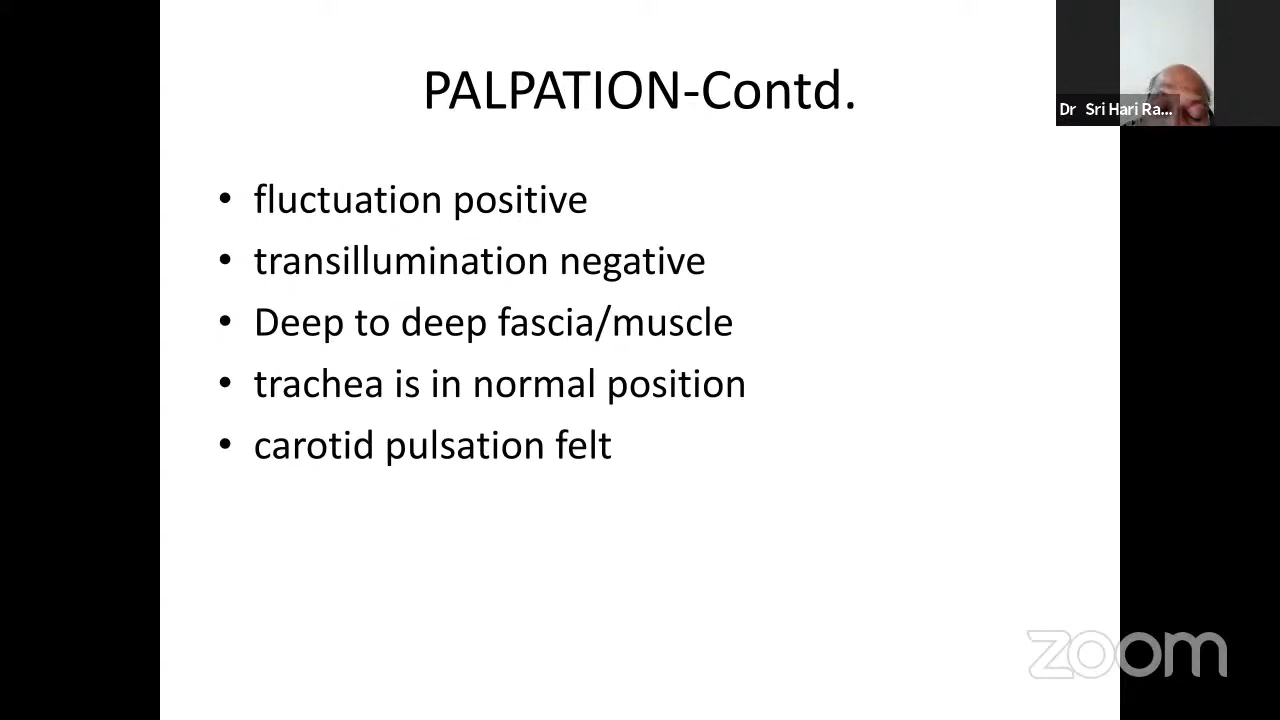 PALPATION-Contd.
Dr Sri Hari Ra...
• fluctuation positive
• transillumination negative
• Deep to deep fascia/muscle
• trachea is in normal position
• carotid pulsation felt
zoom